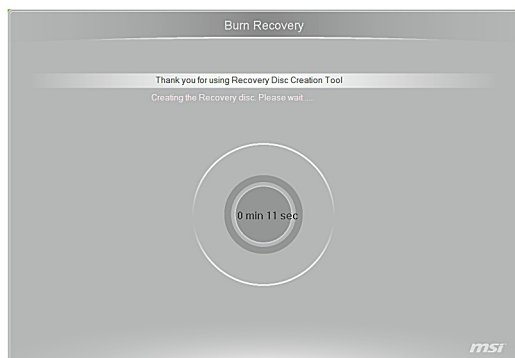 Burn Recovery
Thank you for using Recovery Disc Creation Tool
Creating the Recovery disc. Please wait.....
0 min 11 sec
msi